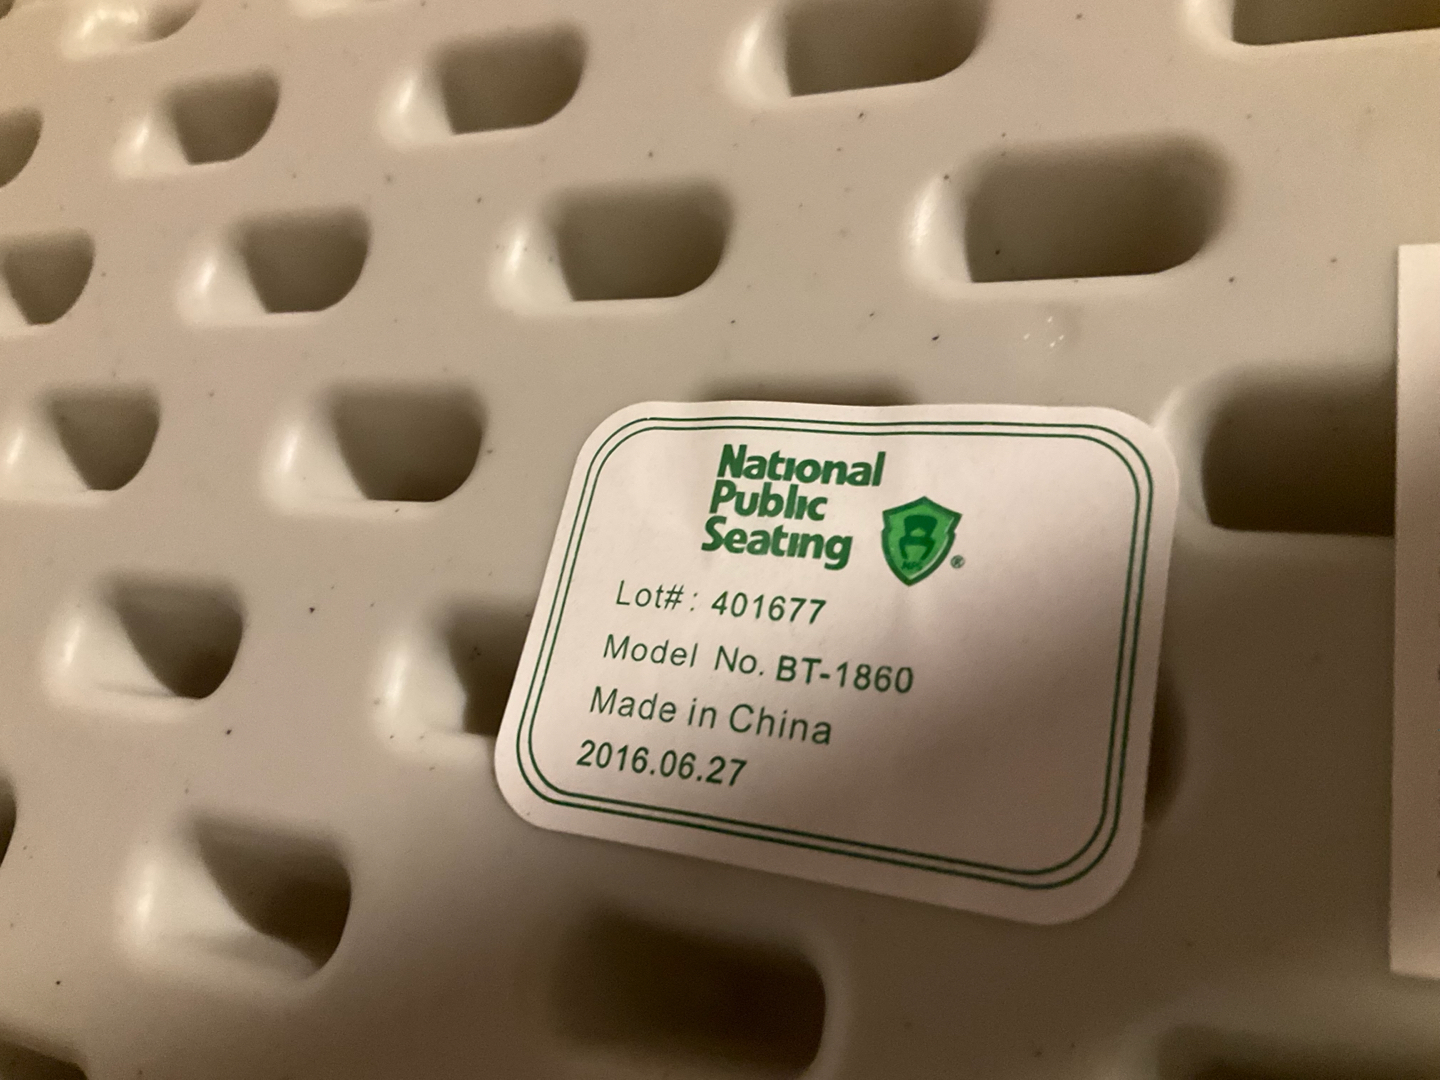 National
Public
Seating
®
Lot#: 401677
Model No. BT-1860
Made in China
2016.06.27